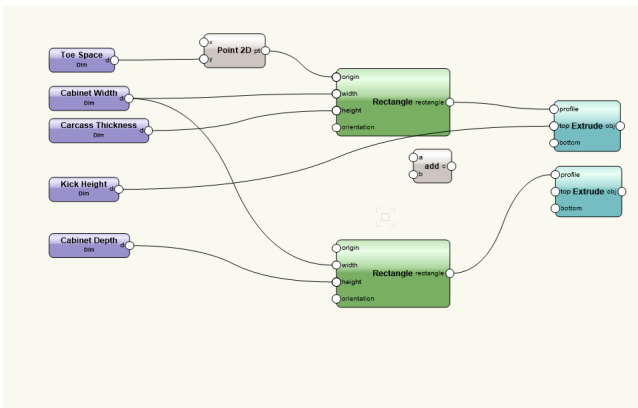 Toe Space
Dim
d
x
y
Point 2D pt
Cabinet Width
Dim
d
Carcass Thickness
Dim
d
origin
width
height
orientation
Rectangle rectangle
profile
top Extrude obj
bottom
a
b
add c
Kick Height
Dim
d
profile
top Extrude obj
bottom
Cabinet Depth
Dim
d
origin
width
height
orientation
Rectangle rectangle